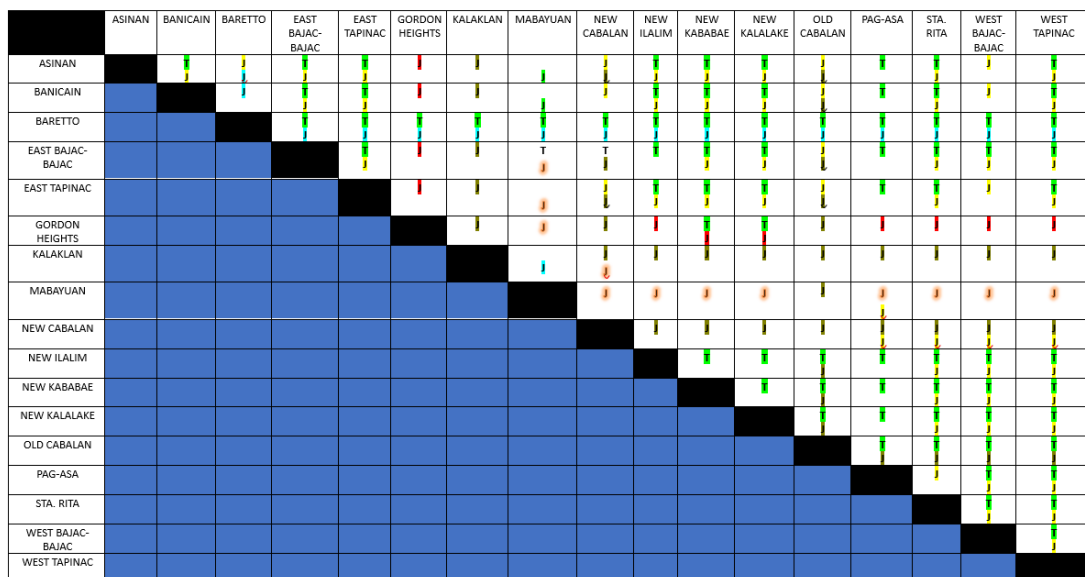 ASINAN BANICAIN BARETTO EAST BAJAC-BAJAC EAST TAPINAC GORDON HEIGHTS KALAKLAN MABAYUAN NEW CABALAN NEW ILALIM NEW KABABAE NEW KALALAKE OLD CABALAN PAG-ASA STA. RITA WEST BAJAC-BAJAC WEST TAPINAC
ASINAN T J J J T J T J J J J J J T J T J T J J J T T J J T J
BANICAIN J T J T J J J J J T J T J T J J J T T J J T J
BARETTO T J T J T J T J T J T J T J T J T J T J T J T J T J T J
EAST BAJAC-BAJAC T J J J T J T J T T J T J J J T T J T J T J
EAST TAPINAC J J J J J T J T J T J J J T T J J T J
GORDON HEIGHTS J J J J T J T J J J J J J
KALAKLAN J J J J J J J J J J J
MABAYUAN J J J J J J J J J J
NEW CABALAN J J J J J J J J J J J J
NEW ILALIM T T T J T T J T J T J
NEW KABABAE T T J T T J T J T J
NEW KALALAKE T J T T J T J T J
OLD CABALAN T J T J T J T J
PAG-ASA J T J T J
STA. RITA T J T J
WEST BAJAC-BAJAC T J
WEST TAPINAC